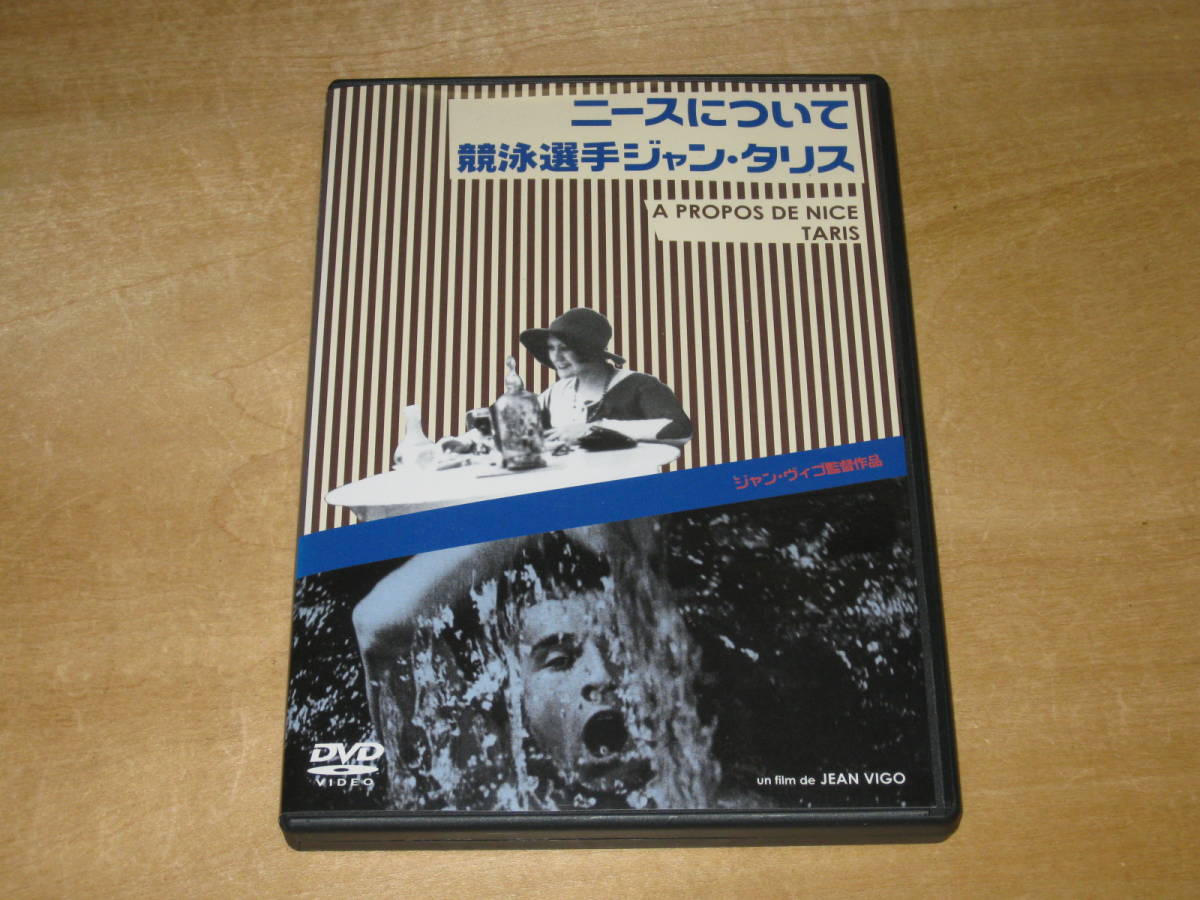 ニースについて
競泳選手ジャン・タリス
A PROPOS DE NICE
TARIS
ジャン・ヴィゴ監督作品
DVD
VIDEO
un film de JEAN VIGO